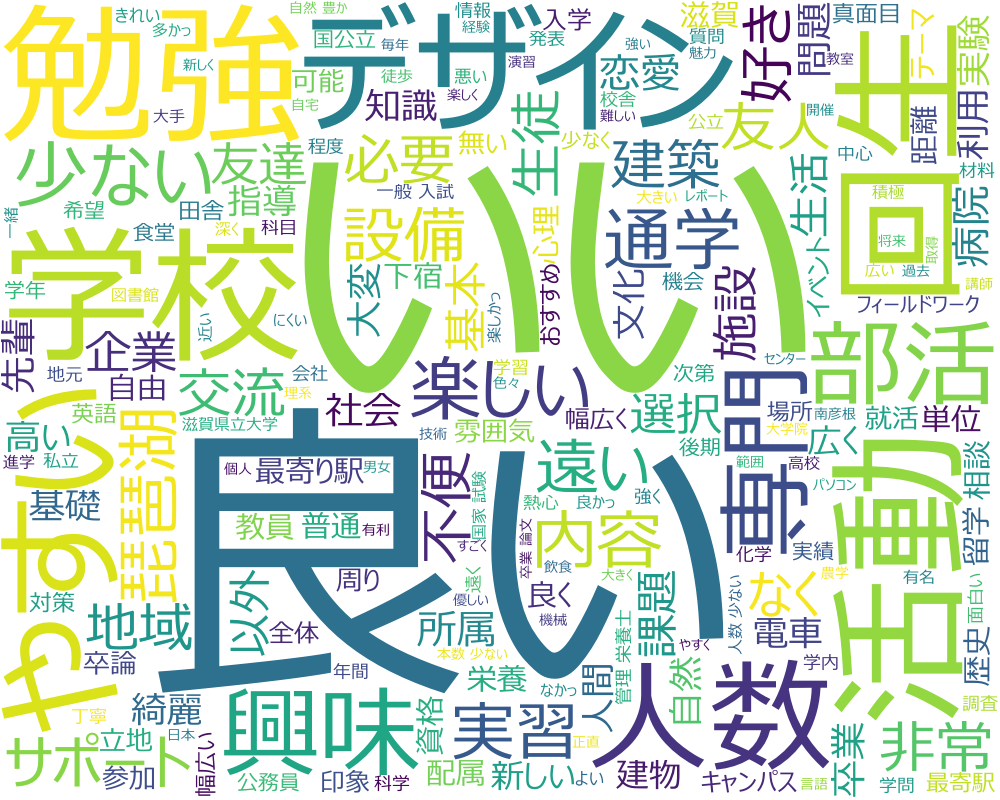 きれい
自然 豊か
多かっ
新しく
大手
勉強
デザイン
国公立
毎年
情報
経験
入学
発表
演習
滋賀
真面目
質問
魅力
強い
可能
徒歩
悪い
自宅
知識
楽しく
恋愛
校舎
難しい
好き
問題
教室
テーマ
実験
生
回
少ない
友達
程度
必要
無い
生徒
少なく
公立
開催
友人
距離
利用
中心
材料
一緒
希望
田舎
指導
一般 入試
建築
大きい
レポート
生活
積極
病院
食堂
科目
深く
設備
心理
通学
将来
取得
学校
いい
学年
図書館
近い
にくい
大変
下宿
基本
楽しかっ
おすすめ
文化
機会
施設
イベント
広い
過去
講師
フィールドワーク
先輩
地元
企業
自由
会社
理系
学習
色々
次第
センター
部活
やすい
英語
交流
滋賀県立大学
社会
楽しい
幅広く
選択
専門
場所
南彦根
就活
単位
高い
進学
私立
琵琶湖
良い
技術
雰囲気
後期
大学院
広く
個人
最寄り駅
男女
不便
遠い
範囲
高校
パソコン
活動
基礎
教員
普通
有利
国家 試験
熱心
良かっ
強く
内容
留学
相談
対策
周り
すごく
卒業 論文
飲食
大きく
化学
実績
農学
有名
地域
以外
遠く
優しい
良く
機械
課題
人数 少ない
なく
面白い
卒論
全体
所属
やすく
電車
歴史
年間
本数 少ない
なかっ
管理 栄養士
学内
丁寧
綺麗
日本
興味
資格
栄養
実習
人間
自然
人数
調査
サポート
立地
参加
幅広い
公務員
印象
科学
配属
新しい
よい
正直
建物
キャンパス
言語
卒業
非常
学問
最寄駅